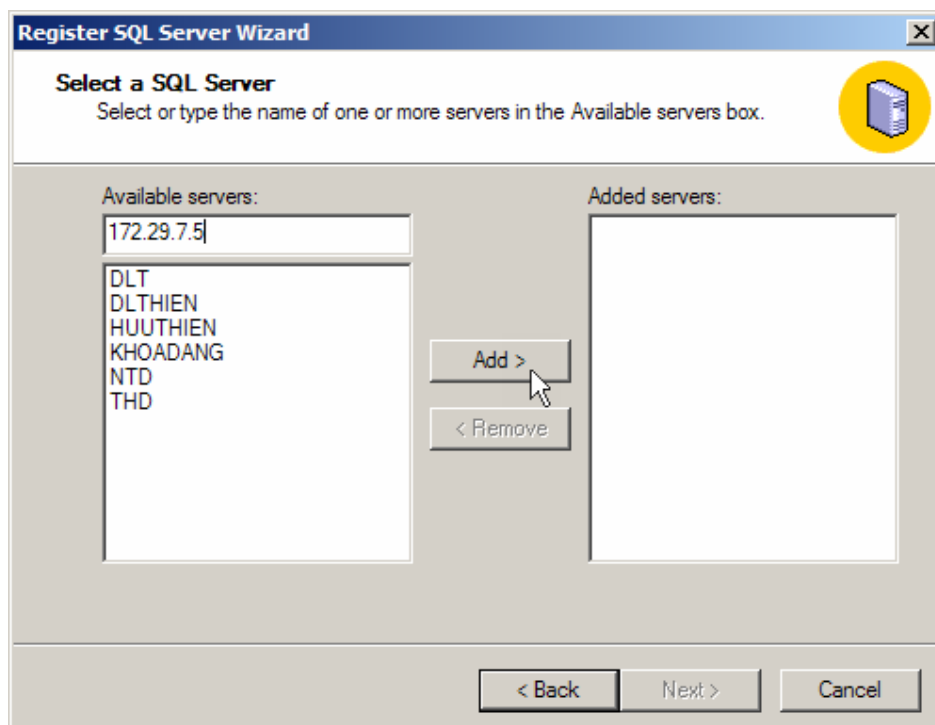 Register SQL Server Wizard
Select a SQL Server
Select or type the name of one or more servers in the Available servers box.
Available servers:
172.29.7.5
DLT
DLTHIEN
HUUTHIEN
KHOADANG
NTD
THD
Add >
< Remove
Added servers:
< Back
Next >
Cancel